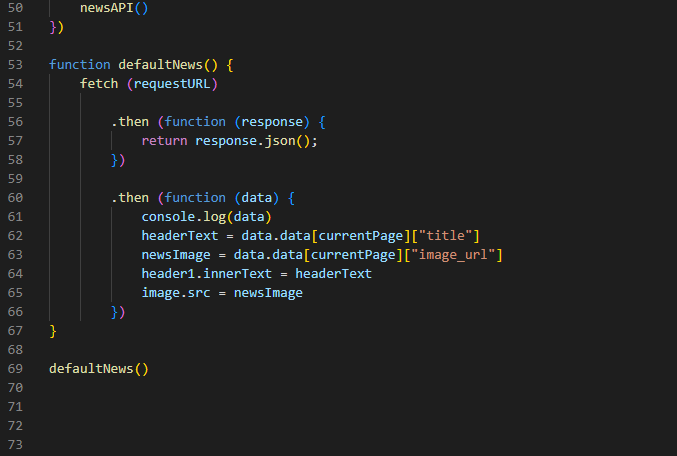 50 newsAPI()
51 })
52
53 function defaultNews() {
54 fetch (requestURL)
55
56 .then (function (response) {
57 return response.json();
58 })
59
60 .then (function (data) {
61 console.log(data)
62 headerText = data.data[currentPage]["title"]
63 newsImage = data.data[currentPage]["image_url"]
64 header1.innerText = headerText
65 image.src = newsImage
66 })
67 }
68
69 defaultNews()
70
71
72
73